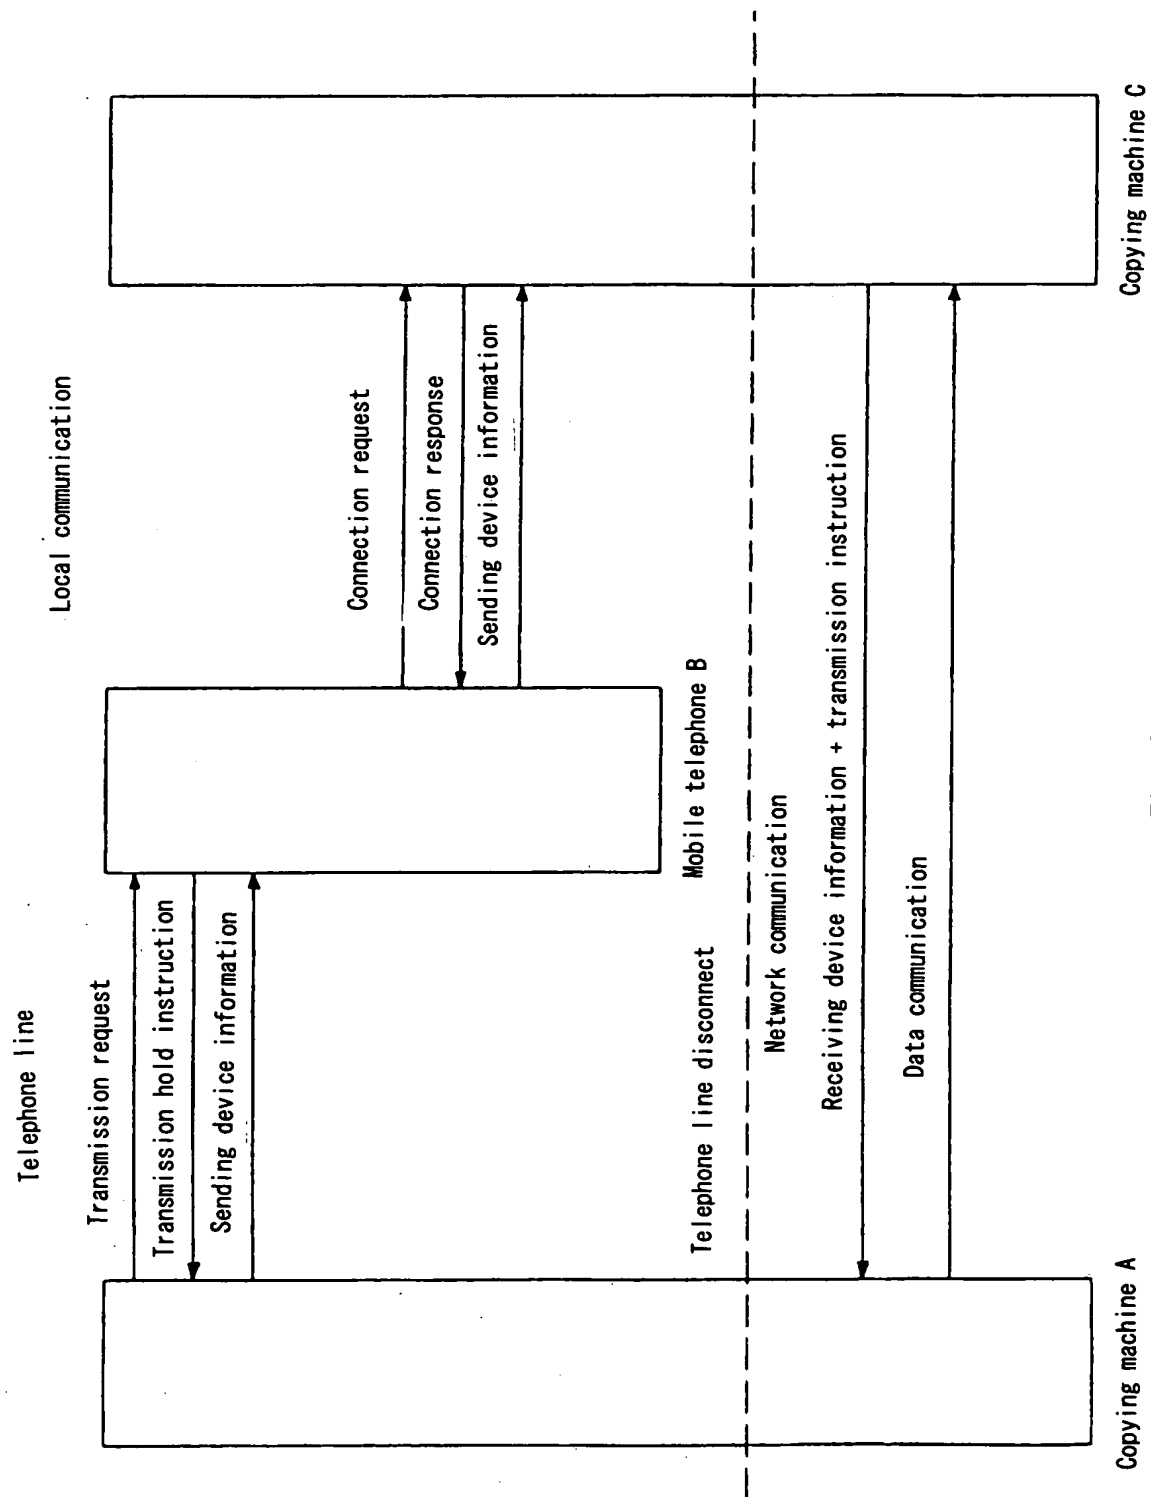 Telephone line
Local communication
Transmission request
Transmission hold instruction
Sending device information
Connection request
Connection response
Sending device information
Mobile telephone B
Telephone line disconnect
Network communication
Receiving device information + transmission instruction
Data communication
Copying machine A
Copying machine C